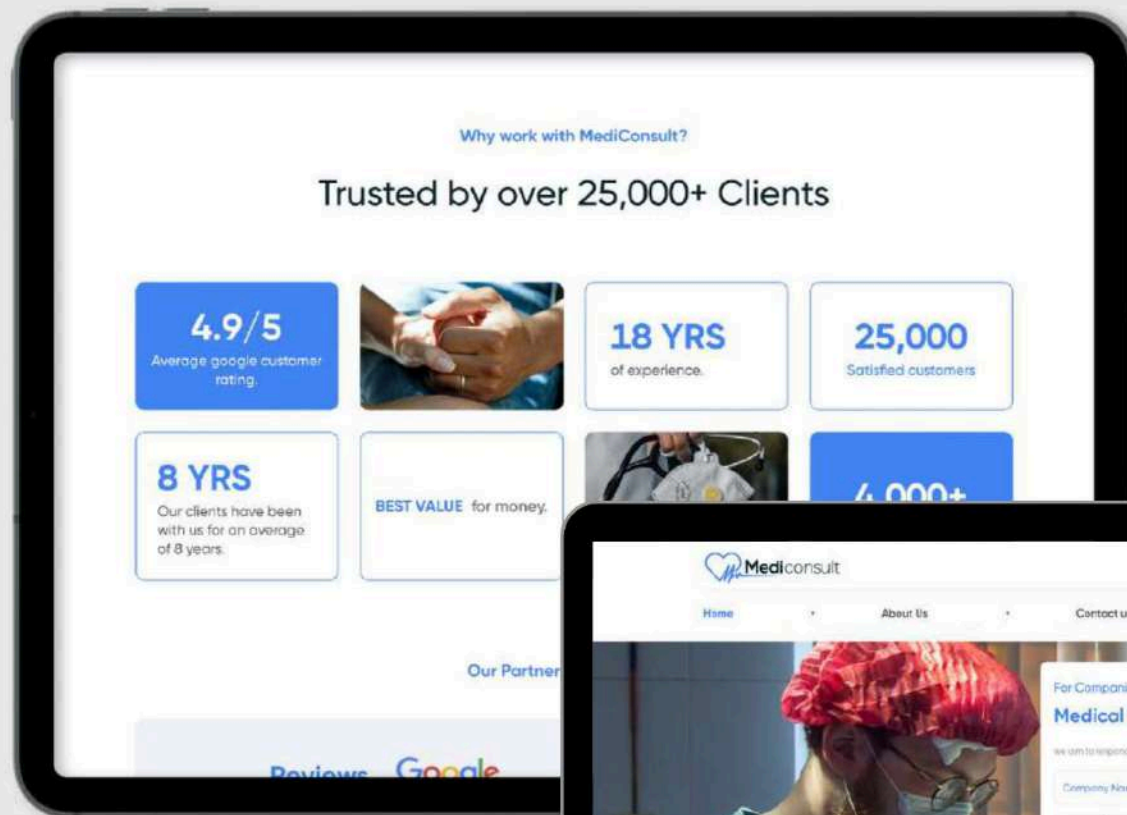 Why work with MediConsult?
Trusted by over 25,000+ Clients
4.9/5
Average google customer
rating.
18 YRS
of experience.
25,000
Satisfied customers
8 YRS
Our clients have been
with us for an average
of 8 years.
BEST VALUE for money.
4,000+
Our Partner
Reviews Google
Mediconsult
Home • About Us • Contact u
For Compani
Medical
Company Na